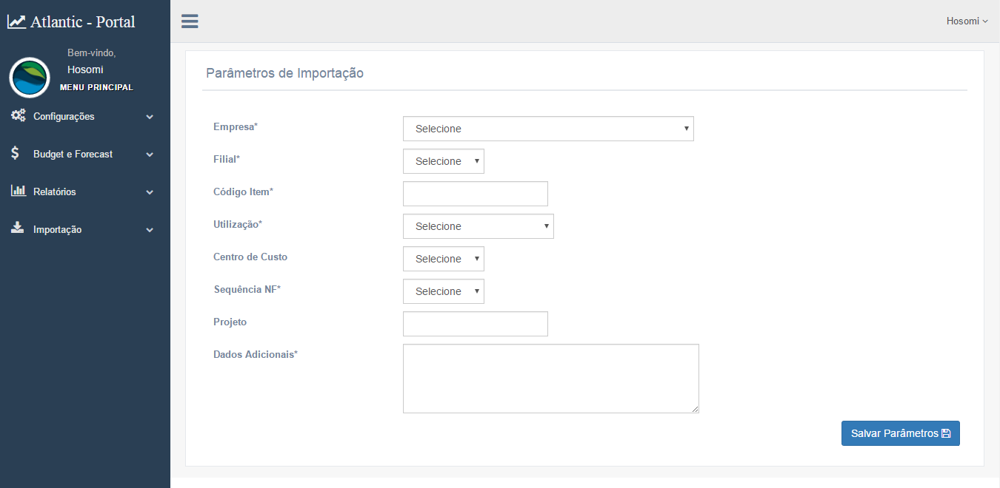 Atlantic - Portal
Hosomi
Bem-vindo,
Hosomi
MENU PRINCIPAL
Configurações
Budget e Forecast
Relatórios
Importação
Parâmetros de Importação
Empresa* Selecione
Filial* Selecione
Código Item*
Utilização* Selecione
Centro de Custo Selecione
Sequência NF* Selecione
Projeto
Dados Adicionais*
Salvar Parâmetros